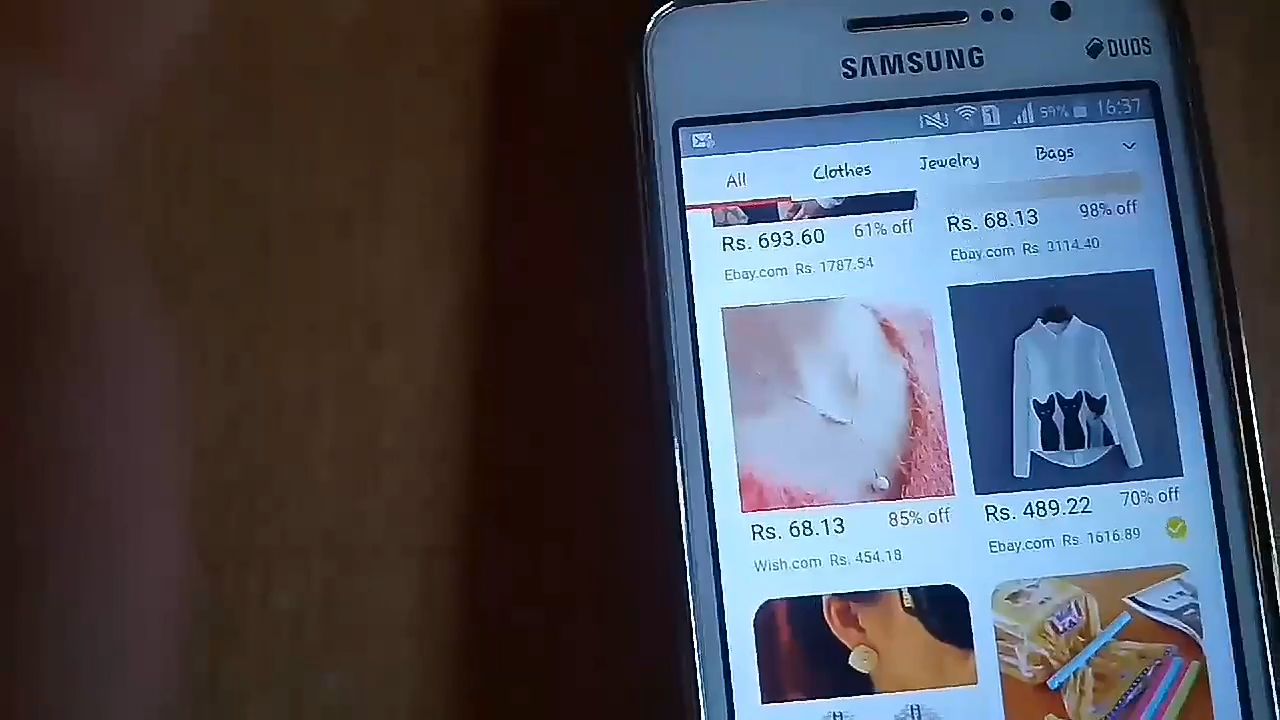 SAMSUNG
DUOS
1 59% 16:37
All Clothes Jewelry Bags
Rs. 693.60 61% off
Ebay.com Rs. 1787.54
Rs. 68.13 98% off
Ebay.com Rs. 3114.40
Rs. 68.13 85% off
Wish.com Rs. 454.18
Rs. 489.22 70% off
Ebay.com Rs. 1616.89